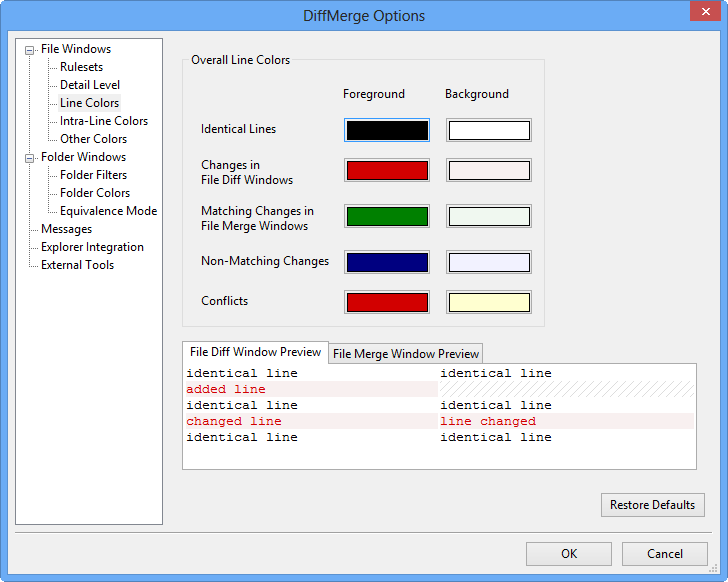 DiffMerge Options
File Windows
Rulesets
Detail Level
Line Colors
Intra-Line Colors
Other Colors
Folder Windows
Folder Filters
Folder Colors
Equivalence Mode
Messages
Explorer Integration
External Tools
Overall Line Colors
Foreground Background
Identical Lines
Changes in
File Diff Windows
Matching Changes in
File Merge Windows
Non-Matching Changes
Conflicts
File Diff Window Preview File Merge Window Preview
identical line identical line
added line
identical line identical line
changed line line changed
identical line identical line
Restore Defaults
OK Cancel